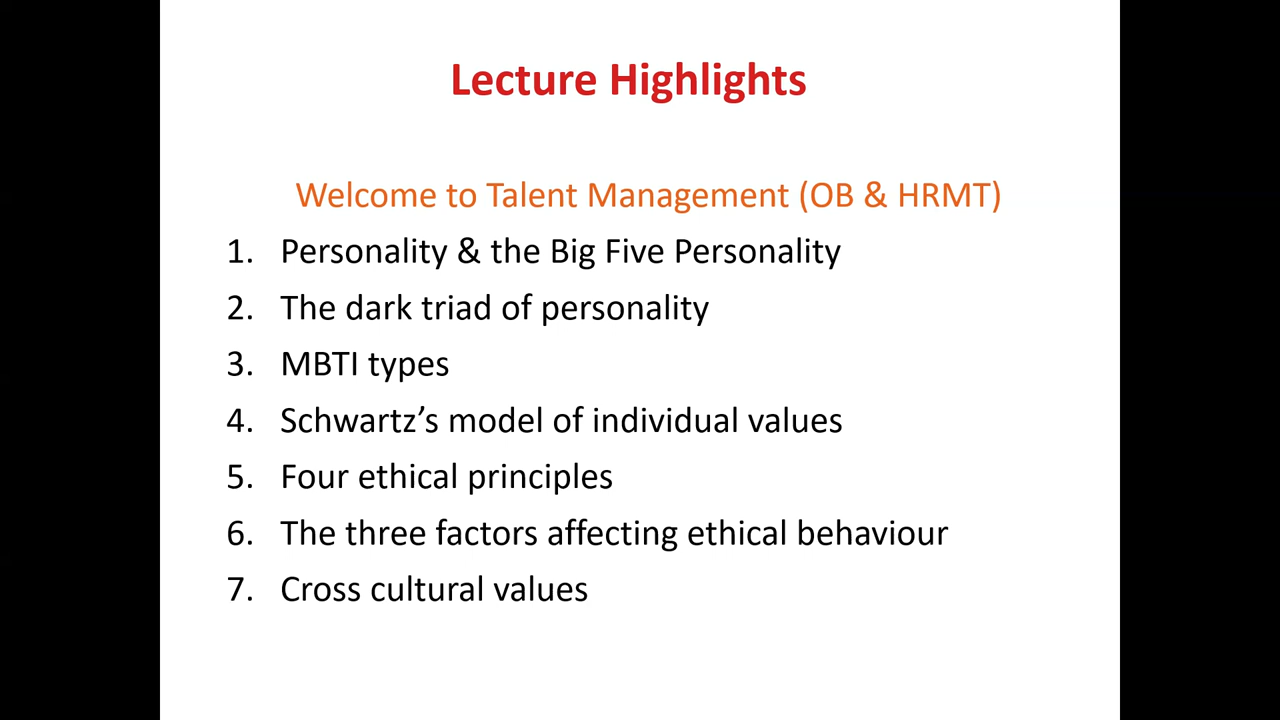 Lecture Highlights
Welcome to Talent Management (OB & HRMT)
1. Personality & the Big Five Personality
2. The dark triad of personality
3. MBTI types
4. Schwartz’s model of individual values
5. Four ethical principles
6. The three factors affecting ethical behaviour
7. Cross cultural values